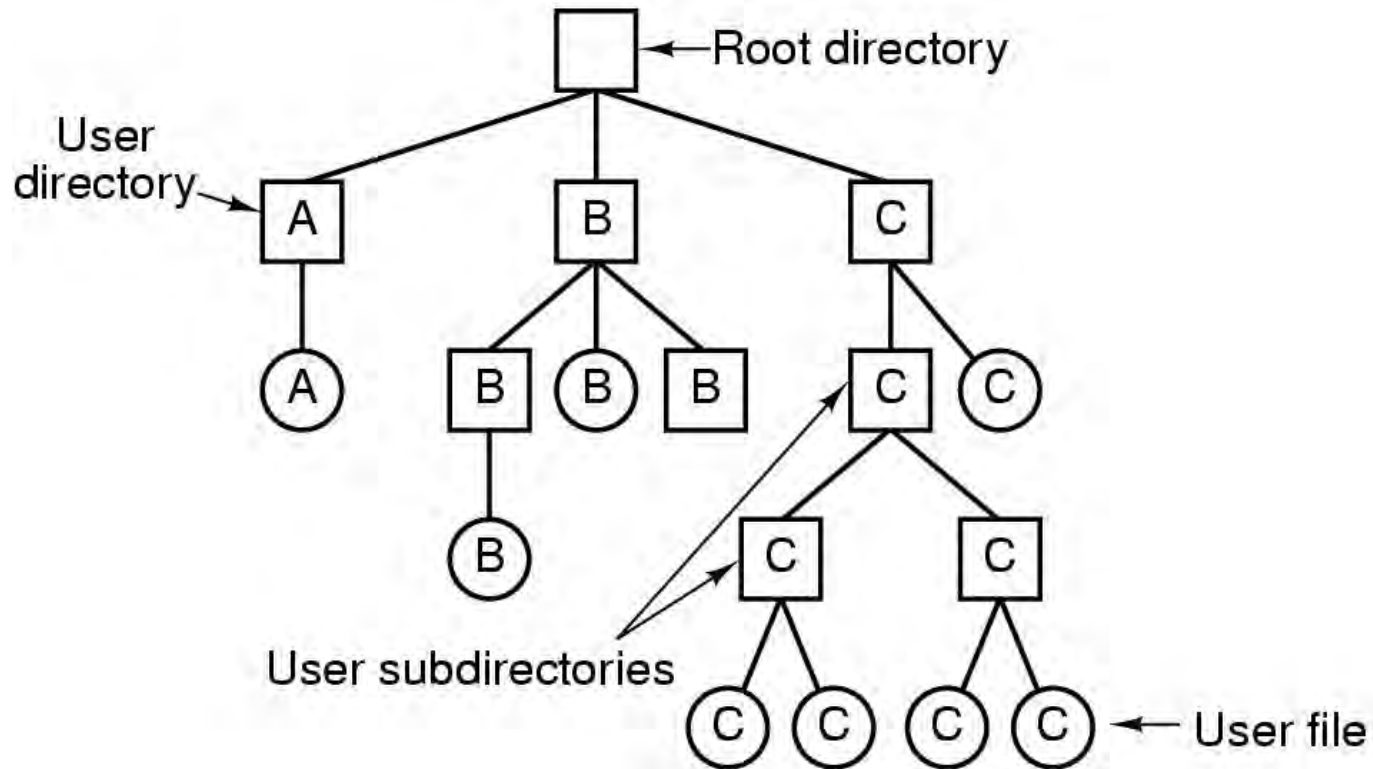 Root directory
User
directory
A
B
C
A
B
B
B
C
C
B
C
C
User subdirectories
C
C
C
C
User file